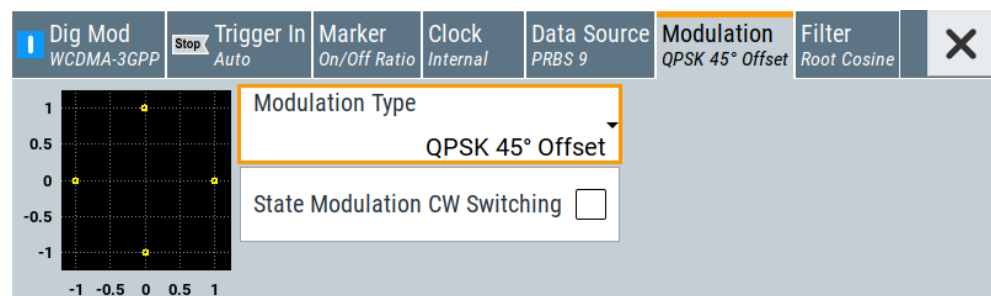 Dig Mod
WCDMA-3GPP
Stop
Trigger In
Auto
Marker
On/Off Ratio
Clock
Internal
Data Source
PRBS 9
Modulation
QPSK 45° Offset
Filter
Root Cosine
1
0.5
0
-0.5
-1
-1 -0.5 0 0.5 1
Modulation Type
QPSK 45° Offset
State Modulation CW Switching